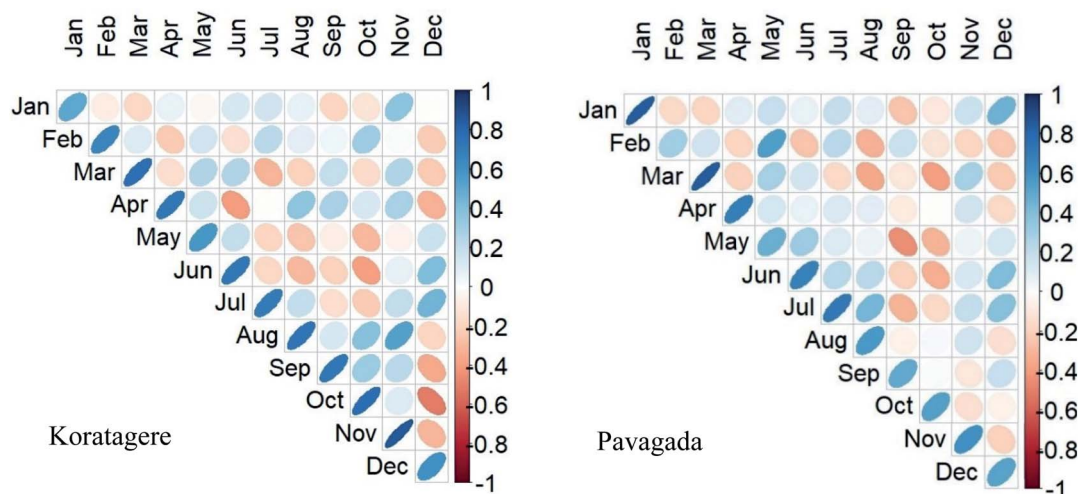 Jan Feb Mar Apr May Jun Jul Aug Sep Oct Nov Dec
Jan
Feb
Mar
Apr
May
Jun
Jul
Aug
Sep
Oct
Nov
Dec
1
0.8
0.6
0.4
0.2
0
-0.2
-0.4
-0.6
-0.8
-1
Koratagere
Jan Feb Mar Apr May Jun Jul Aug Sep Oct Nov Dec
Jan
Feb
Mar
Apr
May
Jun
Jul
Aug
Sep
Oct
Nov
Dec
1
0.8
0.6
0.4
0.2
0
-0.2
-0.4
-0.6
-0.8
-1
Pavagada